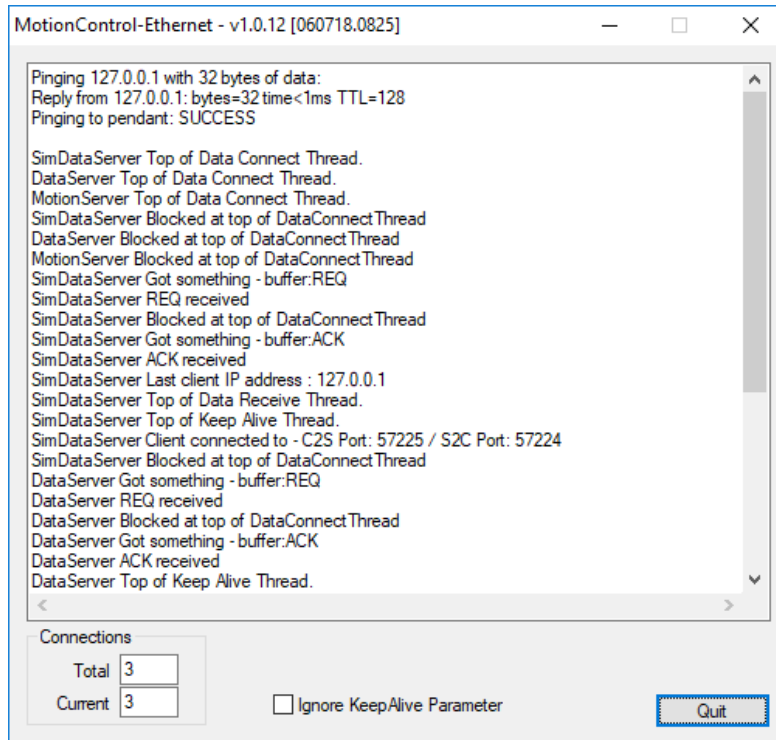 MotionControl-Ethernet - v1.0.12 [060718.0825]
Pinging 127.0.0.1 with 32 bytes of data:
Reply from 127.0.0.1: bytes=32 time<1ms TTL=128
Pinging to pendant: SUCCESS
SimDataServer Top of Data Connect Thread.
DataServer Top of Data Connect Thread.
MotionServer Top of Data Connect Thread.
SimDataServer Blocked at top of DataConnectThread
DataServer Blocked at top of DataConnectThread
MotionServer Blocked at top of DataConnectThread
SimDataServer Got something - buffer:REQ
SimDataServer REQ received
SimDataServer Blocked at top of DataConnectThread
SimDataServer Got something - buffer:ACK
SimDataServer ACK received
SimDataServer Last client IP address : 127.0.0.1
SimDataServer Top of Data Receive Thread.
SimDataServer Top of Keep Alive Thread.
SimDataServer Client connected to - C2S Port: 57225 / S2C Port: 57224
SimDataServer Blocked at top of DataConnectThread
DataServer Got something - buffer:REQ
DataServer REQ received
DataServer Blocked at top of DataConnectThread
DataServer Got something - buffer:ACK
DataServer ACK received
DataServer Top of Keep Alive Thread.
Connections
Total 3
Current 3
Ignore KeepAlive Parameter
Quit